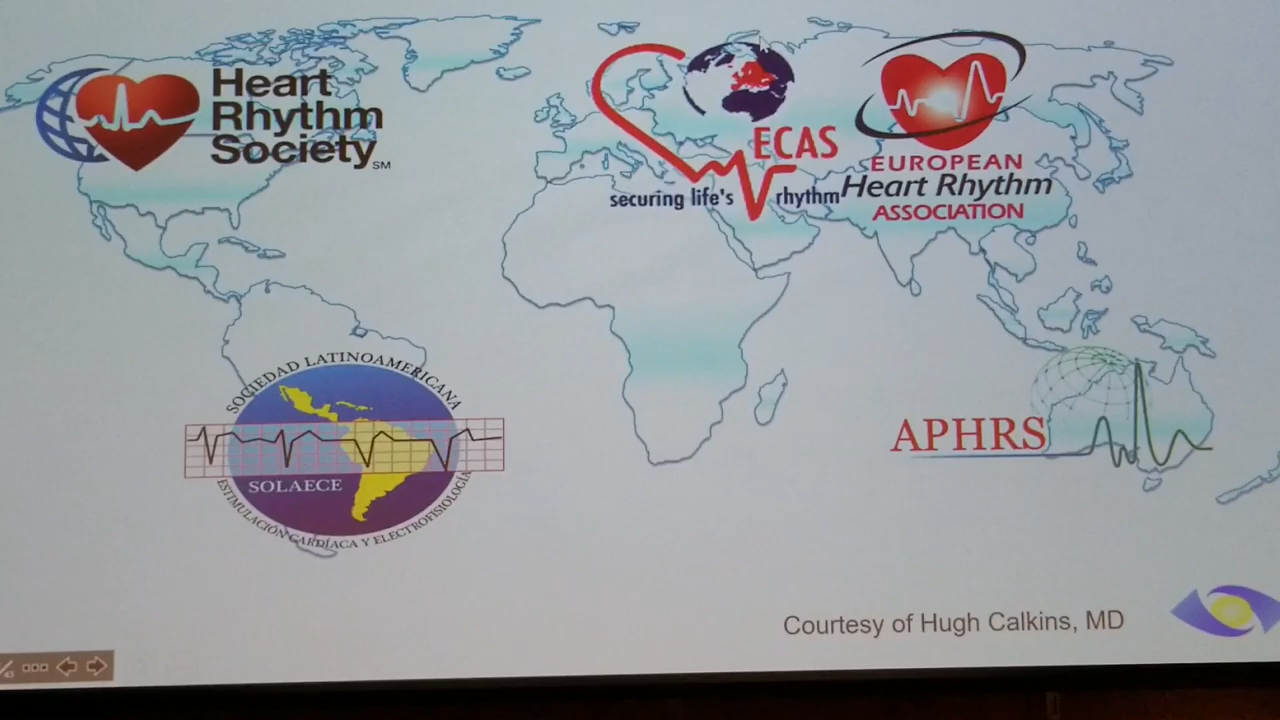 Heart
Rhythm
Society SM
ECAS
securing life's rhythm
EUROPEAN
Heart Rhythm
ASSOCIATION
SOCIEDAD LATINOAMERICANA
SOLAECE
ESTIMULACIÓN CARDÍACA Y ELECTROFISIOLOGÍA
APHRS
Courtesy of Hugh Calkins, MD